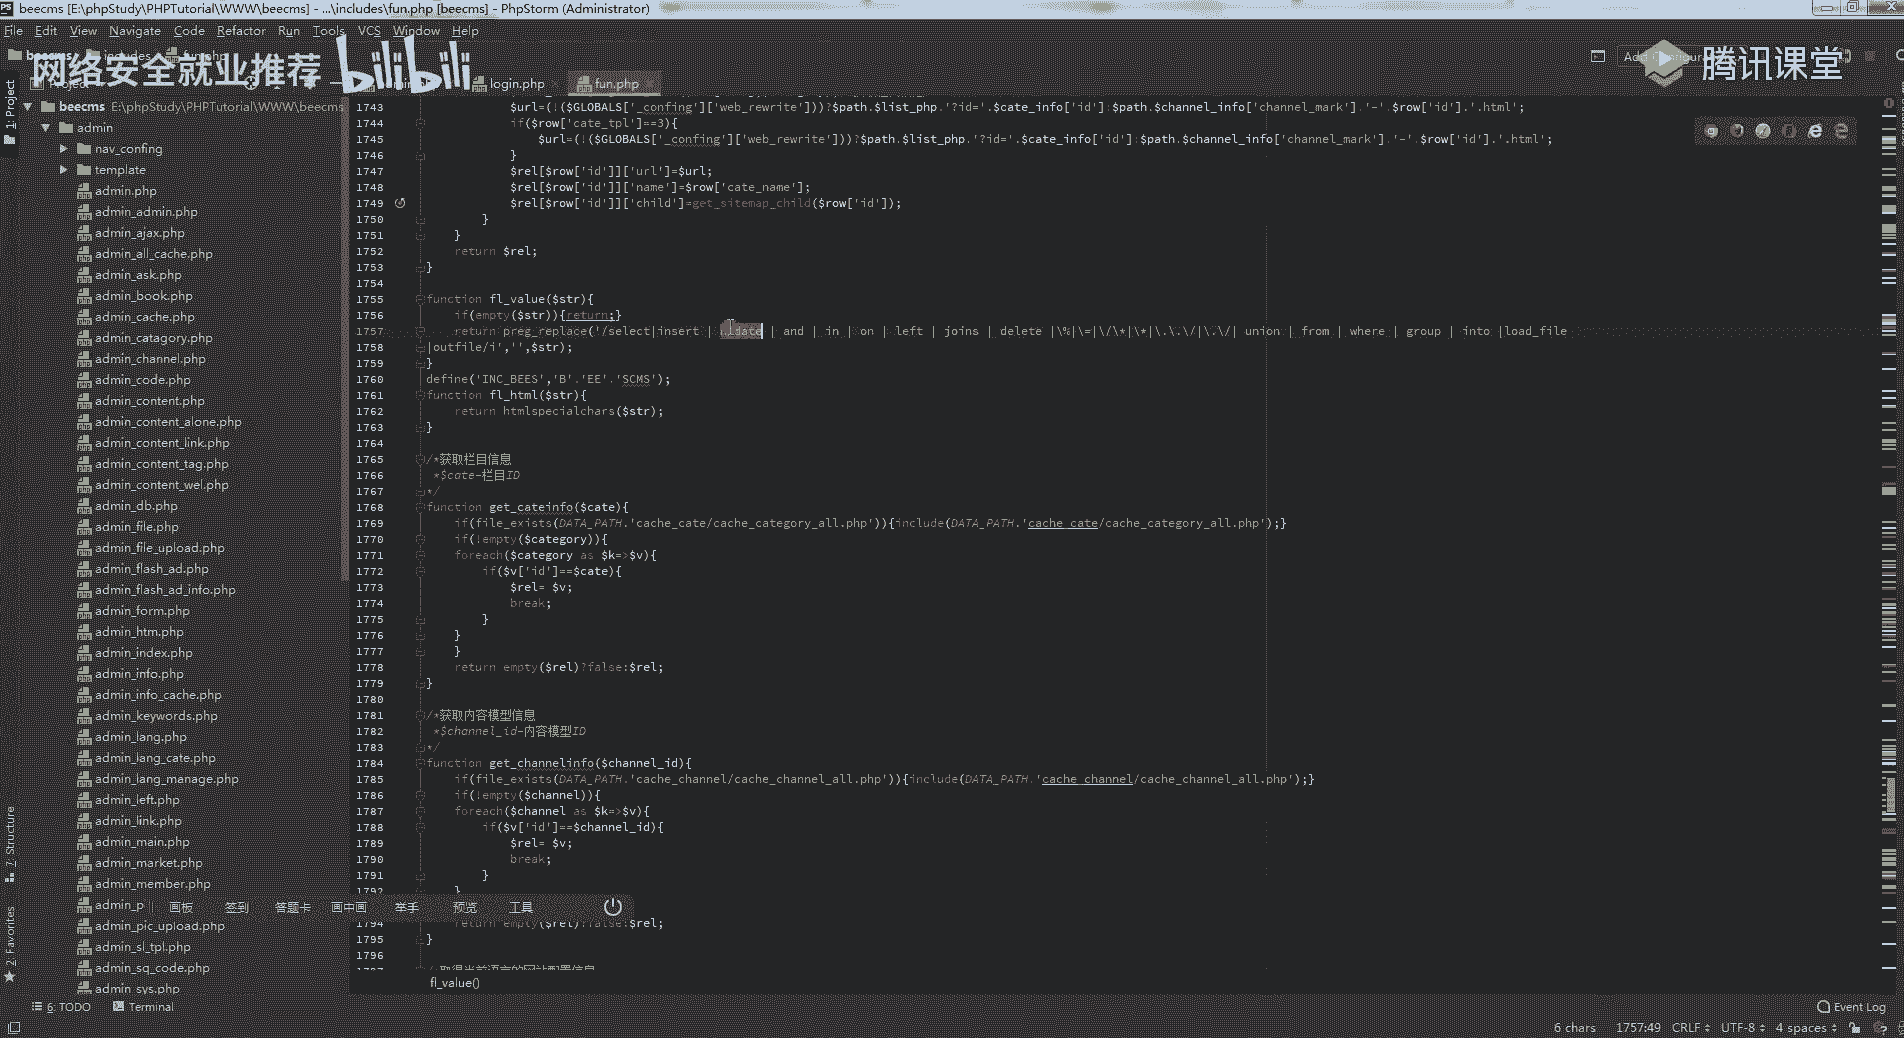 beecms [E:\phpStudy\PHPTutorial\WWW\beecms] - ...\includes\fun.php [beecms] - PhpStorm (Administrator)
File Edit View Navigate Code Refactor Run Tools VCS Window Help
网络安全就业推荐 bilibili
腾讯课堂
login.php fun.php
1: Project
beecms E:\phpStudy\PHPTutorial\WWW\beecms
admin
nav_confing
template
admin.php
admin_admin.php
admin_ajax.php
admin_all_cache.php
admin_ask.php
admin_book.php
admin_cache.php
admin_catagory.php
admin_channel.php
admin_code.php
admin_content.php
admin_content_alone.php
admin_content_link.php
admin_content_tag.php
admin_content_wel.php
admin_db.php
admin_file.php
admin_file_upload.php
admin_flash_ad.php
admin_flash_ad_info.php
admin_form.php
admin_htm.php
admin_index.php
admin_info.php
admin_info_cache.php
admin_keywords.php
admin_lang.php
admin_lang_cate.php
admin_lang_manage.php
admin_left.php
admin_link.php
admin_main.php
admin_market.php
admin_member.php
admin_pic_upload.php
admin_sl_tpl.php
admin_sq_code.php
admin_sys.php
7: Structure
2: Favorites
1743 $url=(!($GLOBALS['_confing']['web_rewrite']))?$path.$list_php.'?id='.$cate_info['id']:$path.$channel_info['channel_mark'].'-'.$row['id'].'.html';
1744 if($row['cate_tpl']==3){
1745 $url=(!($GLOBALS['_confing']['web_rewrite']))?$path.$list_php.'?id='.$cate_info['id']:$path.$channel_info['channel_mark'].'-'.$row['id'].'.html';
1746 }
1747 $rel[$row['id']]['url']=$url;
1748 $rel[$row['id']]['name']=$row['cate_name'];
1749 $rel[$row['id']]['child']=get_sitemap_child($row['id']);
1750 }
1751 }
1752 return $rel;
1753 }
1754
1755 function fl_value($str){
1756 if(empty($str)){return;}
1757 return preg_replace('/select|insert | and | in | on | left | joins | delete |\%|\=|\/\*|\*|\.\.\/|\.\/| union | from | where | group | into |load_file
1758 |outfile/i','',$str);
1759 }
1760 define('INC_BEES','B'.'EE'.'SCMS');
1761 function fl_html($str){
1762 return htmlspecialchars($str);
1763 }
1764
1765 /*获取栏目信息
1766 *$cate-栏目ID
1767 */
1768 function get_cateinfo($cate){
1769 if(file_exists(DATA_PATH.'cache_cate/cache_category_all.php')){include(DATA_PATH.'cache_cate/cache_category_all.php');}
1770 if(!empty($category)){
1771 foreach($category as $k=>$v){
1772 if($v['id']==$cate){
1773 $rel= $v;
1774 break;
1775 }
1776 }
1777 }
1778 return empty($rel)?false:$rel;
1779 }
1780
1781 /*获取内容模型信息
1782 *$channel_id-内容模型ID
1783 */
1784 function get_channelinfo($channel_id){
1785 if(file_exists(DATA_PATH.'cache_channel/cache_channel_all.php')){include(DATA_PATH.'cache_channel/cache_channel_all.php');}
1786 if(!empty($channel)){
1787 foreach($channel as $k=>$v){
1788 if($v['id']==$channel_id){
1789 $rel= $v;
1790 break;
1791 }
1792 }
画板 签到 答题卡 画中画 举手 预览 工具
1794 return empty($rel)?false:$rel;
1795 }
1796
fl_value()
6: TODO Terminal Event Log
6 chars 1757:49 CRLF UTF-8 4 spaces